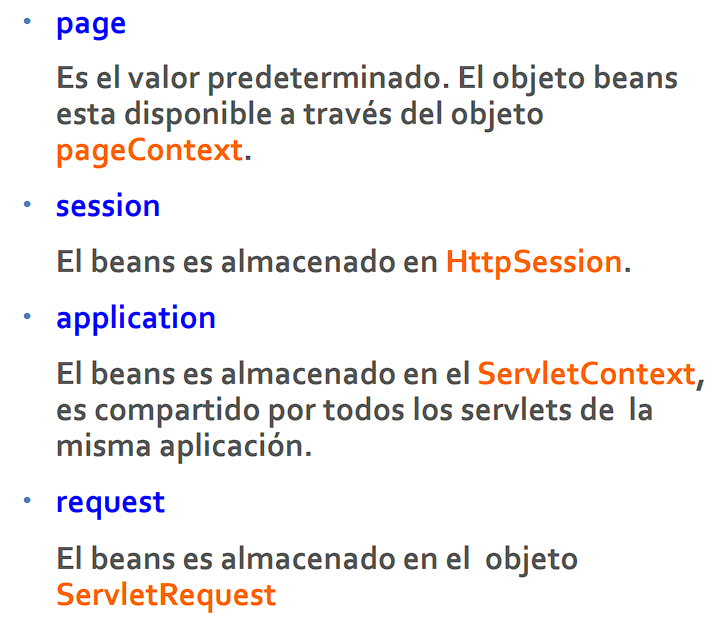 • page
Es el valor predeterminado. El objeto beans
esta disponible a través del objeto
pageContext.
• session
El beans es almacenado en HttpSession.
• application
El beans es almacenado en el ServletContext,
es compartido por todos los servlets de la
misma aplicación.
• request
El beans es almacenado en el objeto
ServletRequest